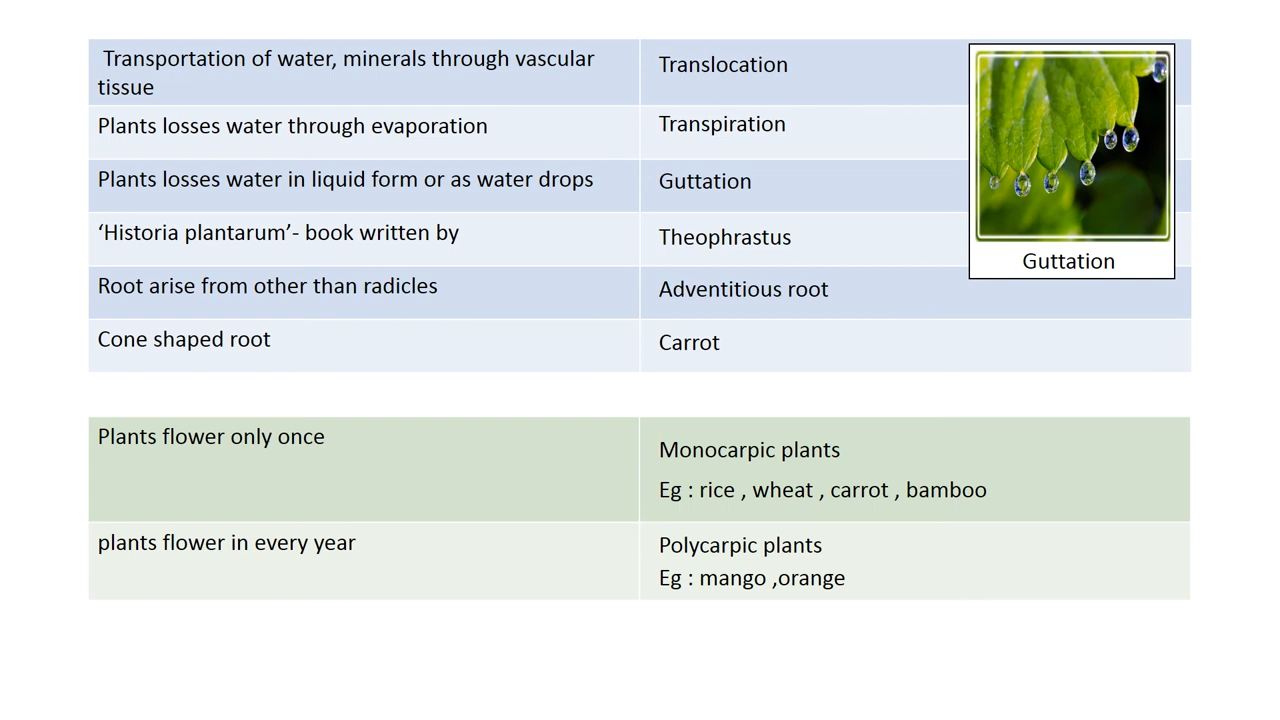 Transportation of water, minerals through vascular
tissue
Translocation
Plants losses water through evaporation
Transpiration
Plants losses water in liquid form or as water drops
Guttation
‘Historia plantarum’- book written by
Theophrastus
Guttation
Root arise from other than radicles
Adventitious root
Cone shaped root
Carrot
Plants flower only once
Monocarpic plants
Eg : rice , wheat , carrot , bamboo
plants flower in every year
Polycarpic plants
Eg : mango ,orange